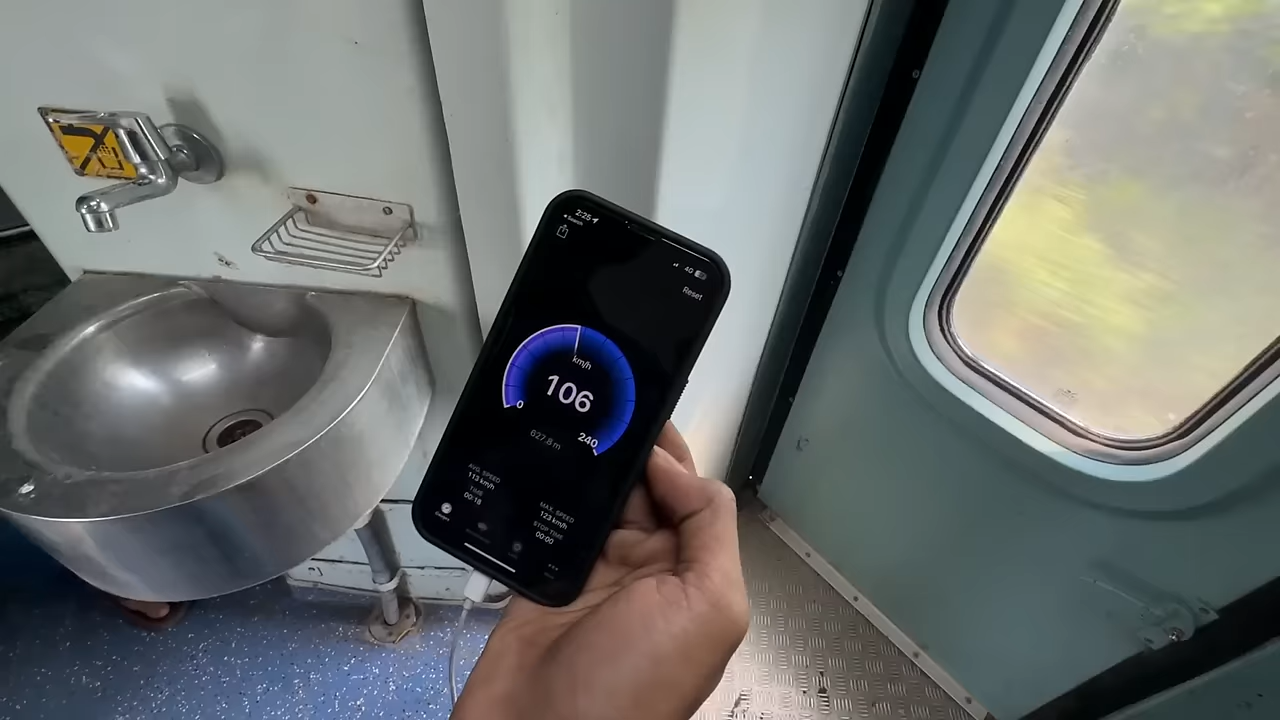 2:25
Search
4G
Reset
km/h
106
0
240
627.8 m
AVG. SPEED
113 km/h
MAX. SPEED
123 km/h
TIME
00:18
STOP TIME
00:00